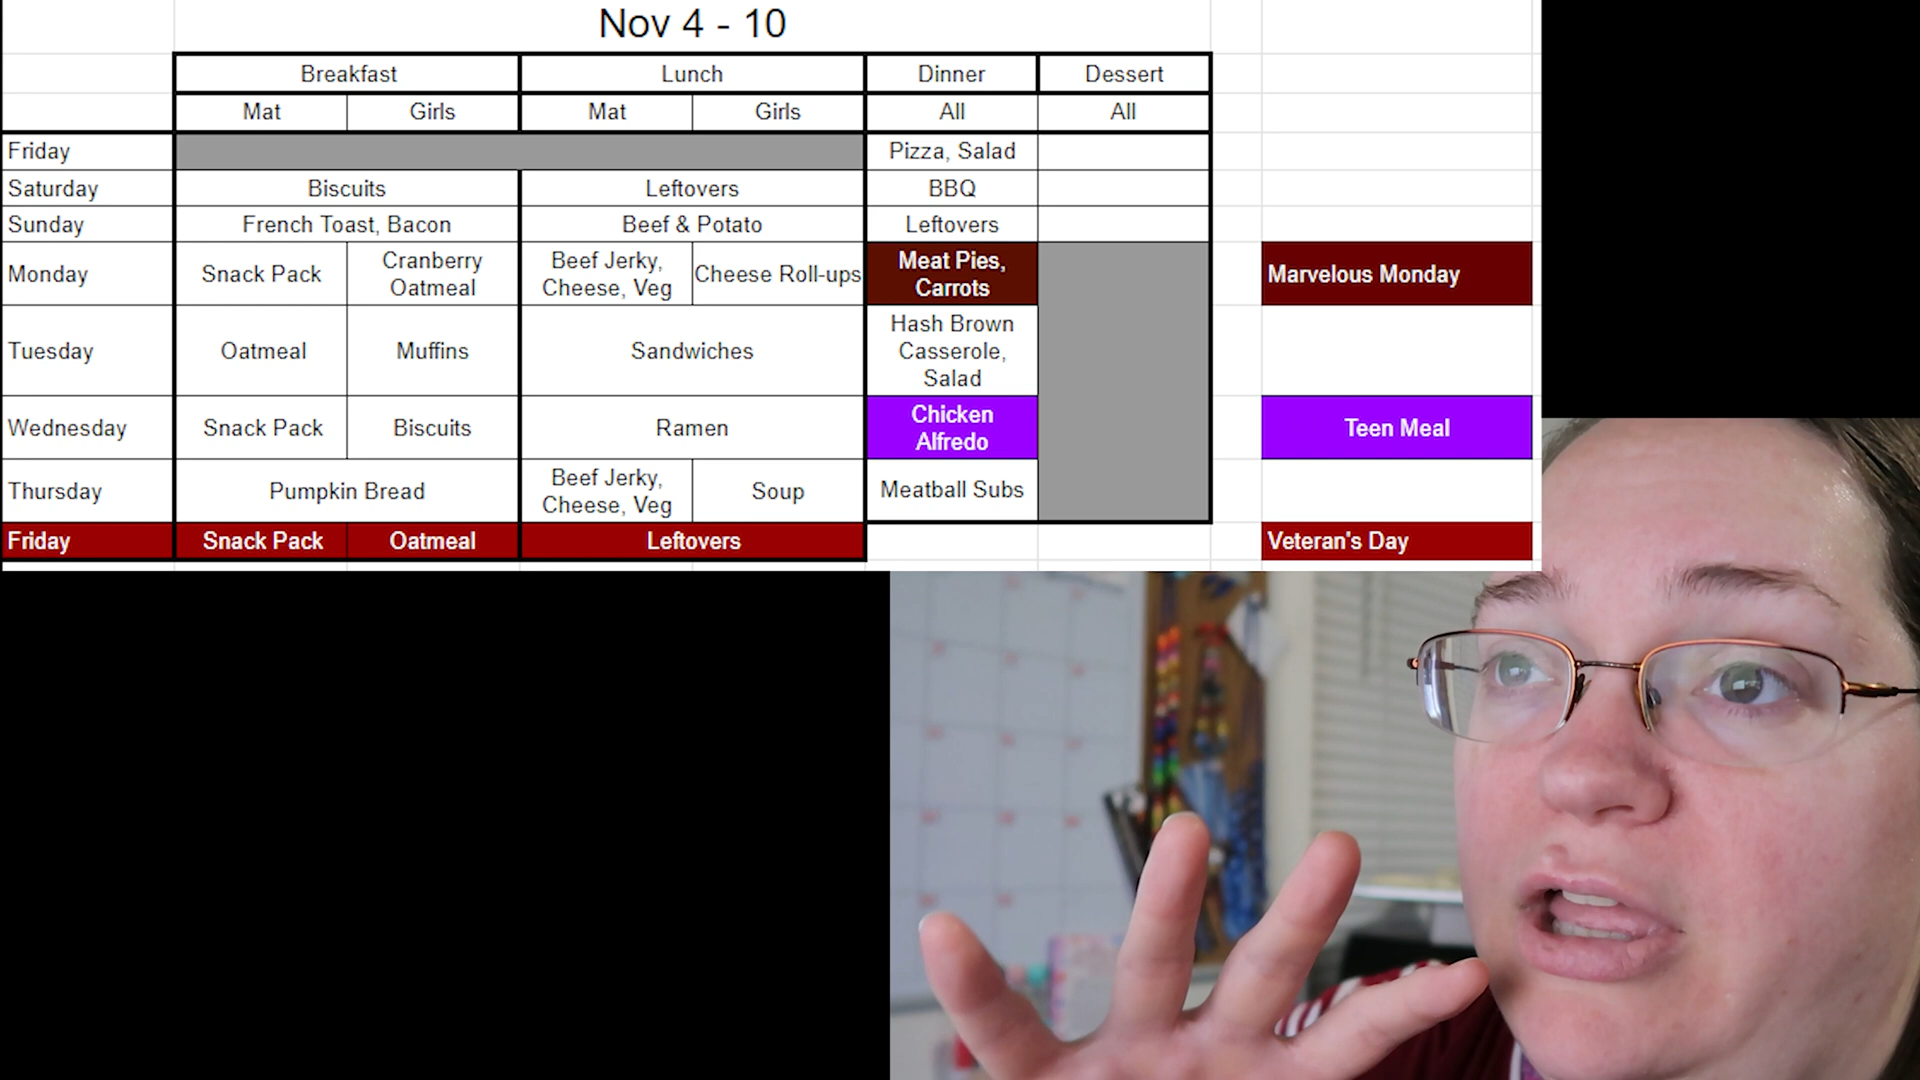 Nov 4 - 10
Breakfast Lunch Dinner Dessert
Mat Girls Mat Girls All All
Friday Pizza, Salad
Saturday Biscuits Leftovers BBQ
Sunday French Toast, Bacon Beef & Potato Leftovers
Monday Snack Pack Cranberry Oatmeal Beef Jerky, Cheese, Veg Cheese Roll-ups Meat Pies, Carrots Marvelous Monday
Tuesday Oatmeal Muffins Sandwiches Hash Brown Casserole, Salad
Wednesday Snack Pack Biscuits Ramen Chicken Alfredo Teen Meal
Thursday Pumpkin Bread Beef Jerky, Cheese, Veg Soup Meatball Subs
Friday Snack Pack Oatmeal Leftovers Veteran's Day